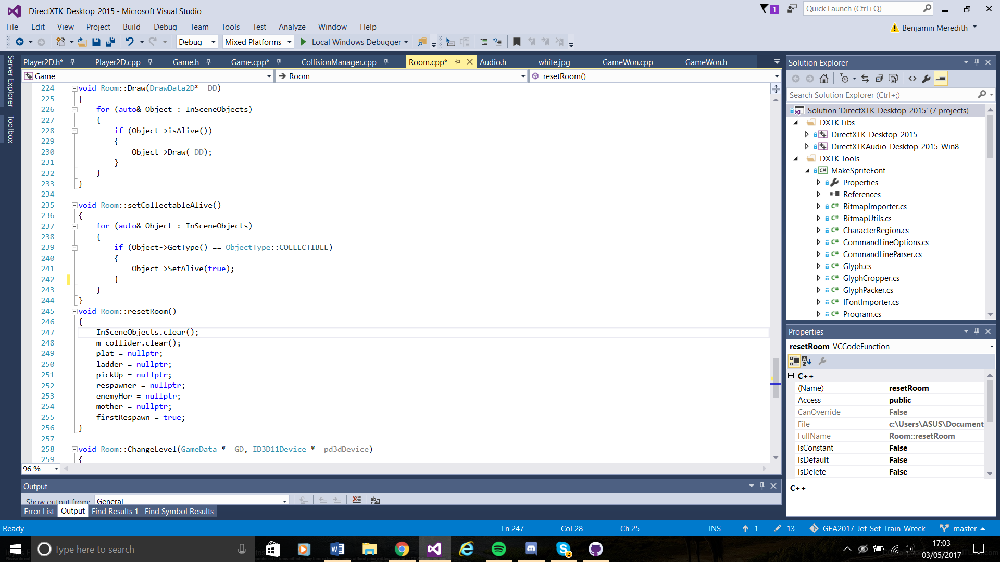 DirectXTK_Desktop_2015 - Microsoft Visual Studio
1
Quick Launch (Ctrl+Q)
File Edit View Project Build Debug Team Tools Test Analyze Window Help
Benjamin Meredith
Debug Mixed Platforms Local Windows Debugger
Server Explorer
Toolbox
Player2D.h* Player2D.cpp Game.h Game.cpp* CollisionManager.cpp Room.cpp* Audio.h white.jpg GameWon.cpp GameWon.h
Game Room resetRoom()
224 void Room::Draw(DrawData2D* _DD)
225 {
226 for (auto& Object : InSceneObjects)
227 {
228 if (Object->isAlive())
229 {
230 Object->Draw(_DD);
231 }
232 }
233 }
234
235 void Room::setCollectableAlive()
236 {
237 for (auto& Object : InSceneObjects)
238 {
239 if (Object->GetType() == ObjectType::COLLECTIBLE)
240 {
241 Object->SetAlive(true);
242 }
243 }
244 }
245 void Room::resetRoom()
246 {
247 InSceneObjects.clear();
248 m_collider.clear();
249 plat = nullptr;
250 ladder = nullptr;
251 pickUp = nullptr;
252 respawner = nullptr;
253 enemyHor = nullptr;
254 mother = nullptr;
255 firstRespawn = true;
256 }
257
258 void Room::ChangeLevel(GameData * _GD, ID3D11Device * _pd3dDevice)
259 {
96 %
Output
Show output from: General
Error List Output Find Results 1 Find Symbol Results
Solution Explorer
Search Solution Explorer (Ctrl+;)
Solution 'DirectXTK_Desktop_2015' (7 projects)
DXTK Libs
DirectXTK_Desktop_2015
DirectXTKAudio_Desktop_2015_Win8
DXTK Tools
C# MakeSpriteFont
Properties
References
C# BitmapImporter.cs
C# BitmapUtils.cs
C# CharacterRegion.cs
C# CommandLineOptions.cs
C# CommandLineParser.cs
C# Glyph.cs
C# GlyphCropper.cs
C# GlyphPacker.cs
C# IFontImporter.cs
C# Program.cs
Properties
resetRoom VCCodeFunction
C++
(Name) resetRoom
Access public
CanOverride False
File c:\Users\ASUS\Document
FullName Room::resetRoom
IsConstant False
IsDefault False
IsDelete False
C++
Ready Ln 247 Col 28 Ch 25 INS 1 13 GEA2017-Jet-Set-Train-Wreck master
Type here to search
2
17:03
03/05/2017